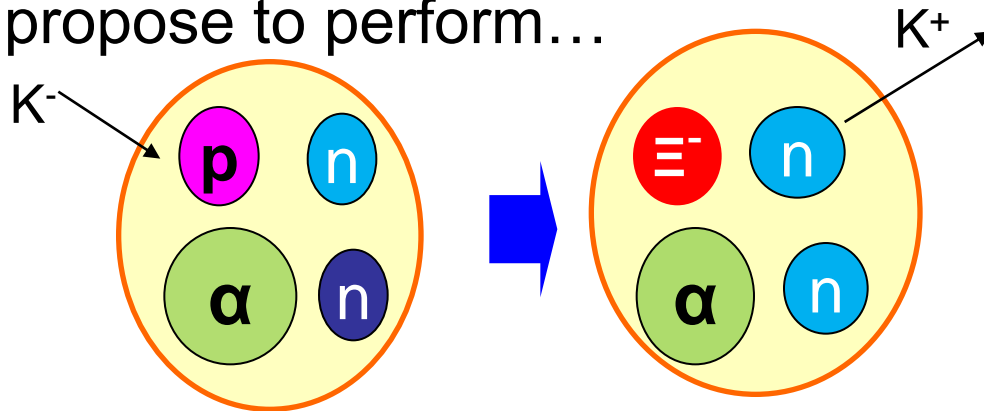 propose to perform…
K⁻
p
n
α
n
K⁺
Ξ⁻
n
α
n